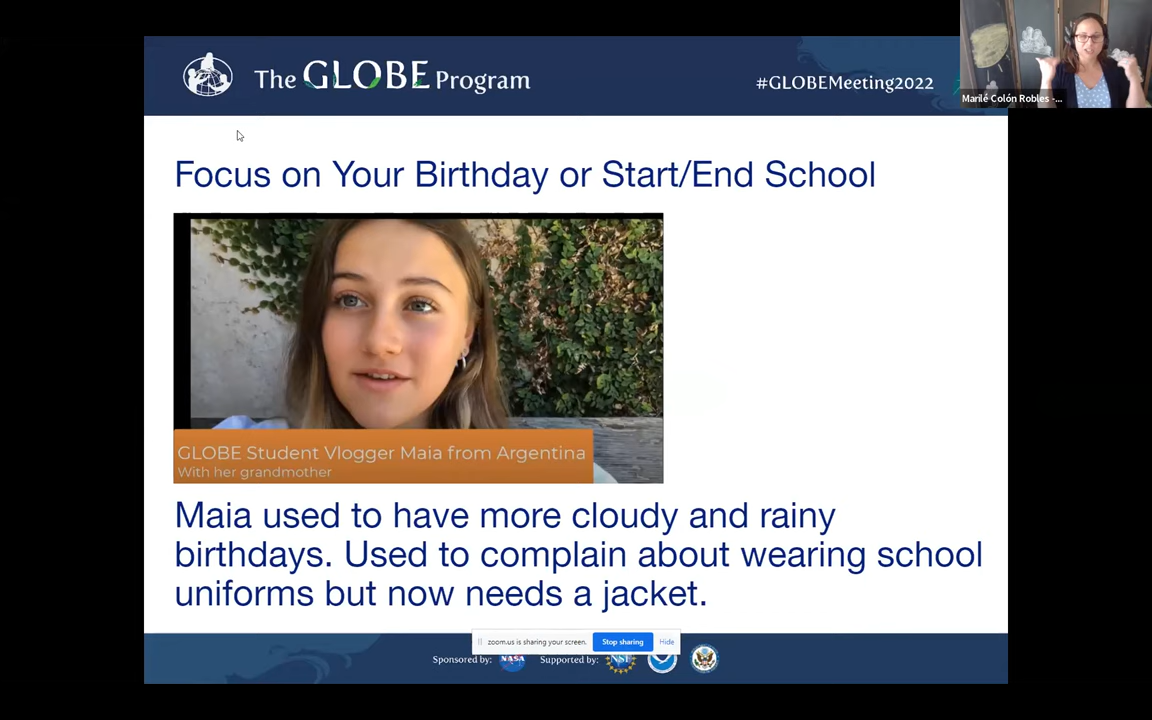 The GLOBE Program
#GLOBEMeeting2022
Marilé Colón Robles -...
Focus on Your Birthday or Start/End School
GLOBE Student Vlogger Maia from Argentina
With her grandmother
Maia used to have more cloudy and rainy
birthdays. Used to complain about wearing school
uniforms but now needs a jacket.
zoom.us is sharing your screen.
Stop sharing
Hide
Sponsored by:
NASA
Supported by:
NSF